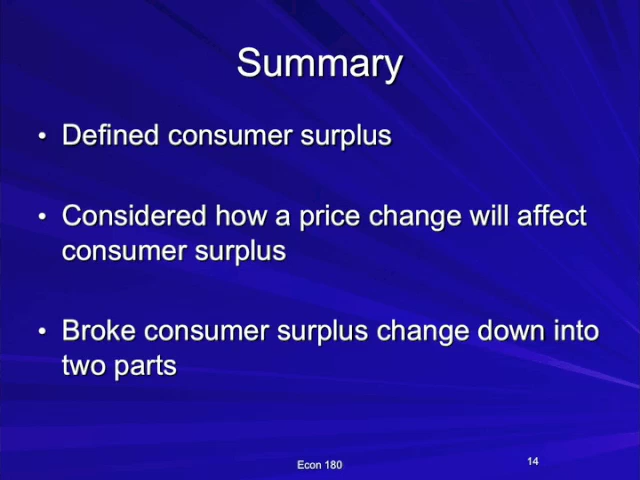 Summary
• Defined consumer surplus
• Considered how a price change will affect
consumer surplus
• Broke consumer surplus change down into
two parts
Econ 180
14